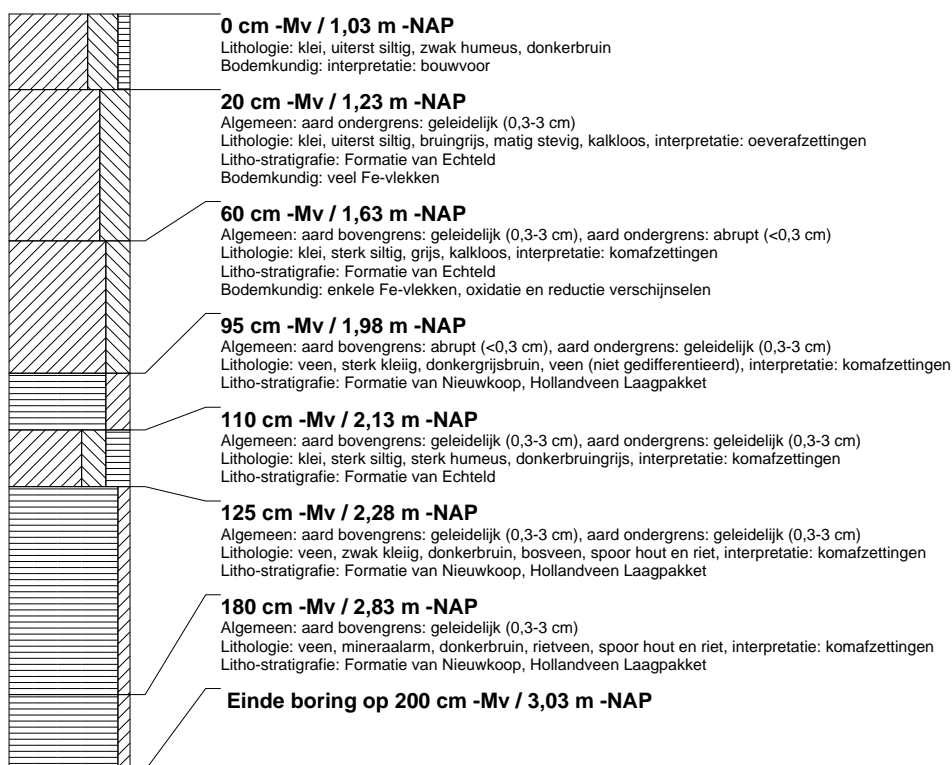 0 cm -Mv / 1,03 m -NAP
Lithologie: klei, uiterst siltig, zwak humeus, donkerbruin
Bodemkundig: interpretatie: bouwvoor
20 cm -Mv / 1,23 m -NAP
Algemeen: aard ondergrens: geleidelijk (0,3-3 cm)
Lithologie: klei, uiterst siltig, bruingrijs, matig stevig, kalkloos, interpretatie: oeverafzettingen
Litho-stratigrafie: Formatie van Echteld
Bodemkundig: veel Fe-vlekken
60 cm -Mv / 1,63 m -NAP
Algemeen: aard bovengrens: geleidelijk (0,3-3 cm), aard ondergrens: abrupt (<0,3 cm)
Lithologie: klei, sterk siltig, grijs, kalkloos, interpretatie: komafzettingen
Litho-stratigrafie: Formatie van Echteld
Bodemkundig: enkele Fe-vlekken, oxidatie en reductie verschijnselen
95 cm -Mv / 1,98 m -NAP
Algemeen: aard bovengrens: abrupt (<0,3 cm), aard ondergrens: geleidelijk (0,3-3 cm)
Lithologie: veen, sterk kleiig, donkergrijsbruin, veen (niet gedifferentieerd), interpretatie: komafzettingen
Litho-stratigrafie: Formatie van Nieuwkoop, Hollandveen Laagpakket
110 cm -Mv / 2,13 m -NAP
Algemeen: aard bovengrens: geleidelijk (0,3-3 cm), aard ondergrens: geleidelijk (0,3-3 cm)
Lithologie: klei, sterk siltig, sterk humeus, donkerbruingrijs, interpretatie: komafzettingen
Litho-stratigrafie: Formatie van Echteld
125 cm -Mv / 2,28 m -NAP
Algemeen: aard bovengrens: geleidelijk (0,3-3 cm), aard ondergrens: geleidelijk (0,3-3 cm)
Lithologie: veen, zwak kleiig, donkerbruin, bosveen, spoor hout en riet, interpretatie: komafzettingen
Litho-stratigrafie: Formatie van Nieuwkoop, Hollandveen Laagpakket
180 cm -Mv / 2,83 m -NAP
Algemeen: aard bovengrens: geleidelijk (0,3-3 cm)
Lithologie: veen, mineraalarm, donkerbruin, rietveen, spoor hout en riet, interpretatie: komafzettingen
Litho-stratigrafie: Formatie van Nieuwkoop, Hollandveen Laagpakket
Einde boring op 200 cm -Mv / 3,03 m -NAP